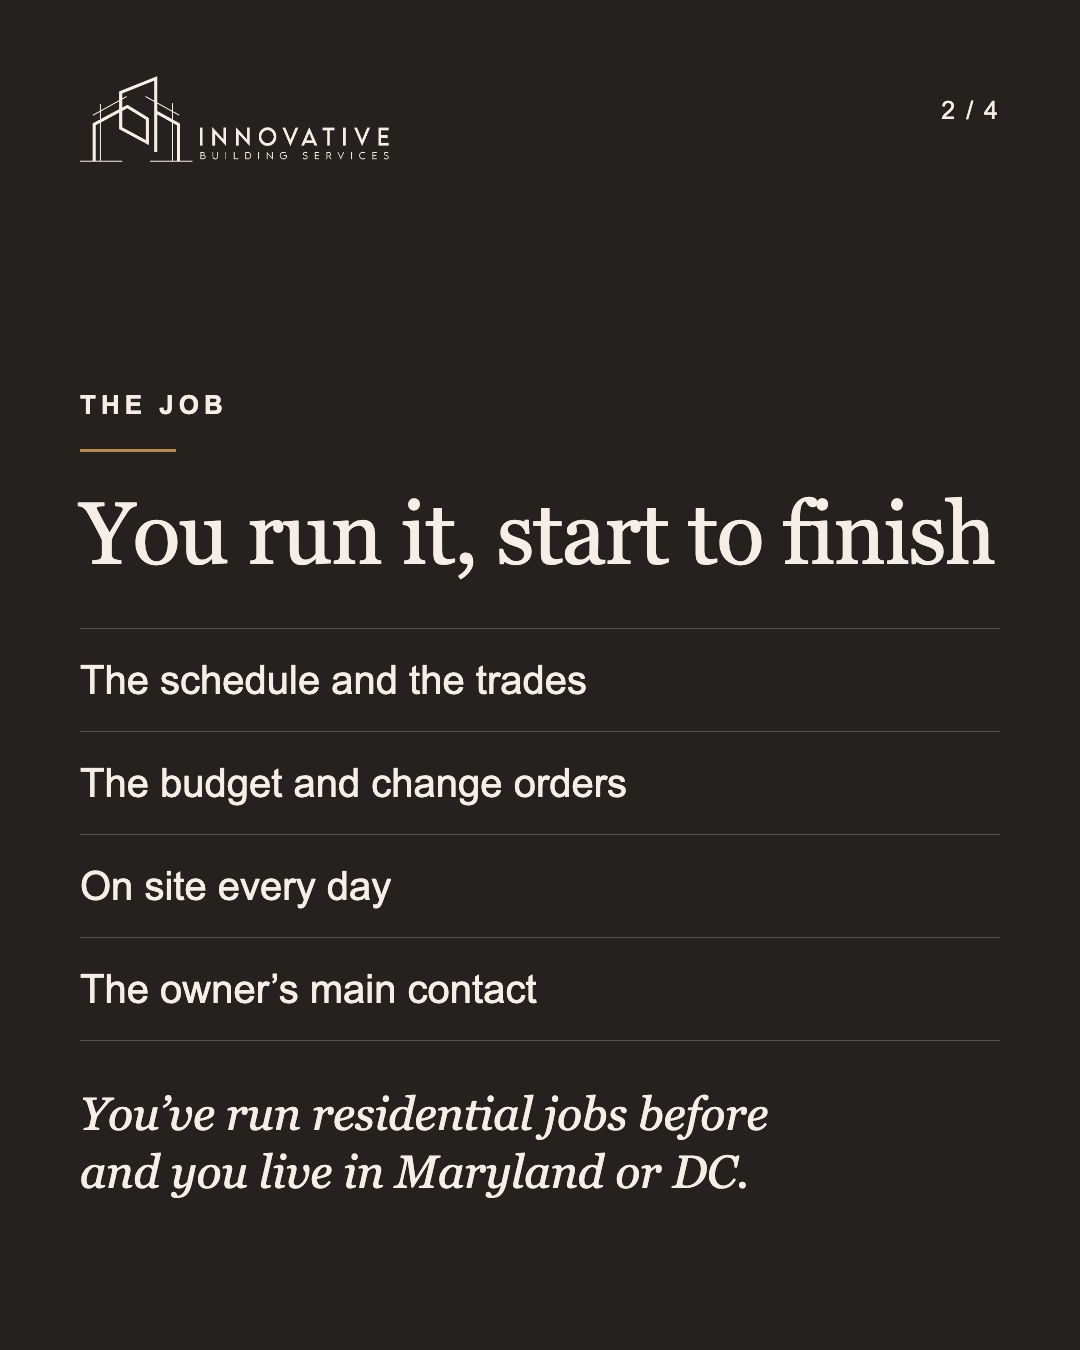 INNOVATIVE
BUILDING SERVICES
2 / 4
THE JOB
You run it, start to finish
The schedule and the trades
The budget and change orders
On site every day
The owner’s main contact
You’ve run residential jobs before
and you live in Maryland or DC.